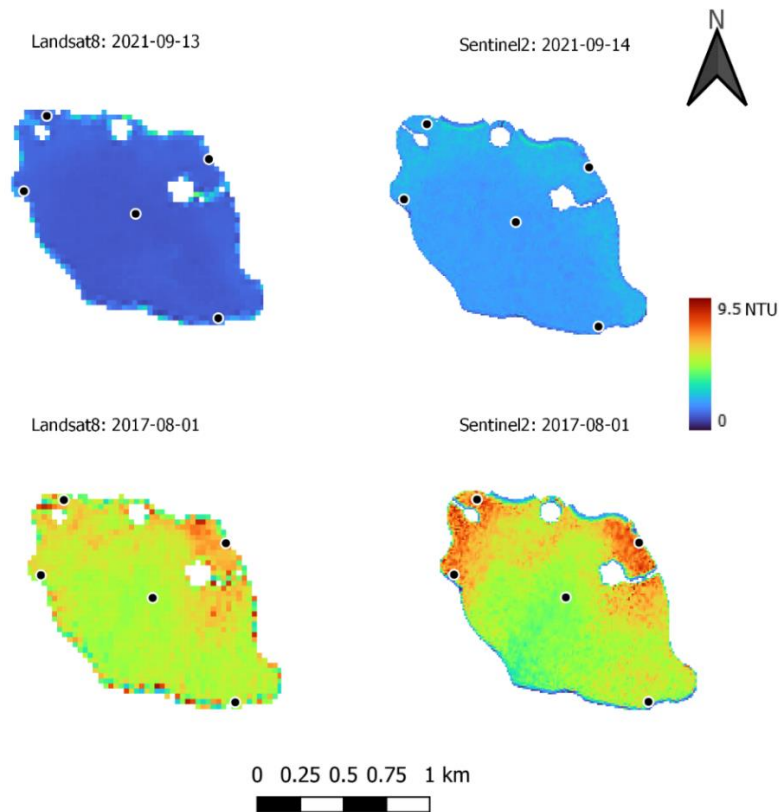 N
Landsat8: 2021-09-13
Sentinel2: 2021-09-14
9.5 NTU
0
Landsat8: 2017-08-01
Sentinel2: 2017-08-01
0 0.25 0.5 0.75 1 km